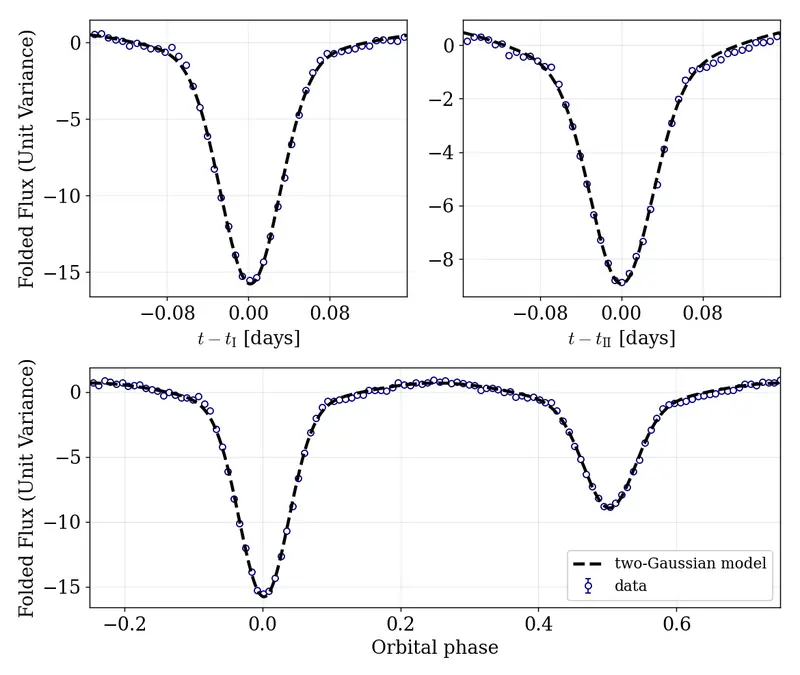 Folded Flux (Unit Variance)
0
−5
−10
−15
−0.08 0.00 0.08
t − t_I [days]
0
−2
−4
−6
−8
−0.08 0.00 0.08
t − t_II [days]
Folded Flux (Unit Variance)
0
−5
−10
−15
two-Gaussian model
data
−0.2 0.0 0.2 0.4 0.6
Orbital phase